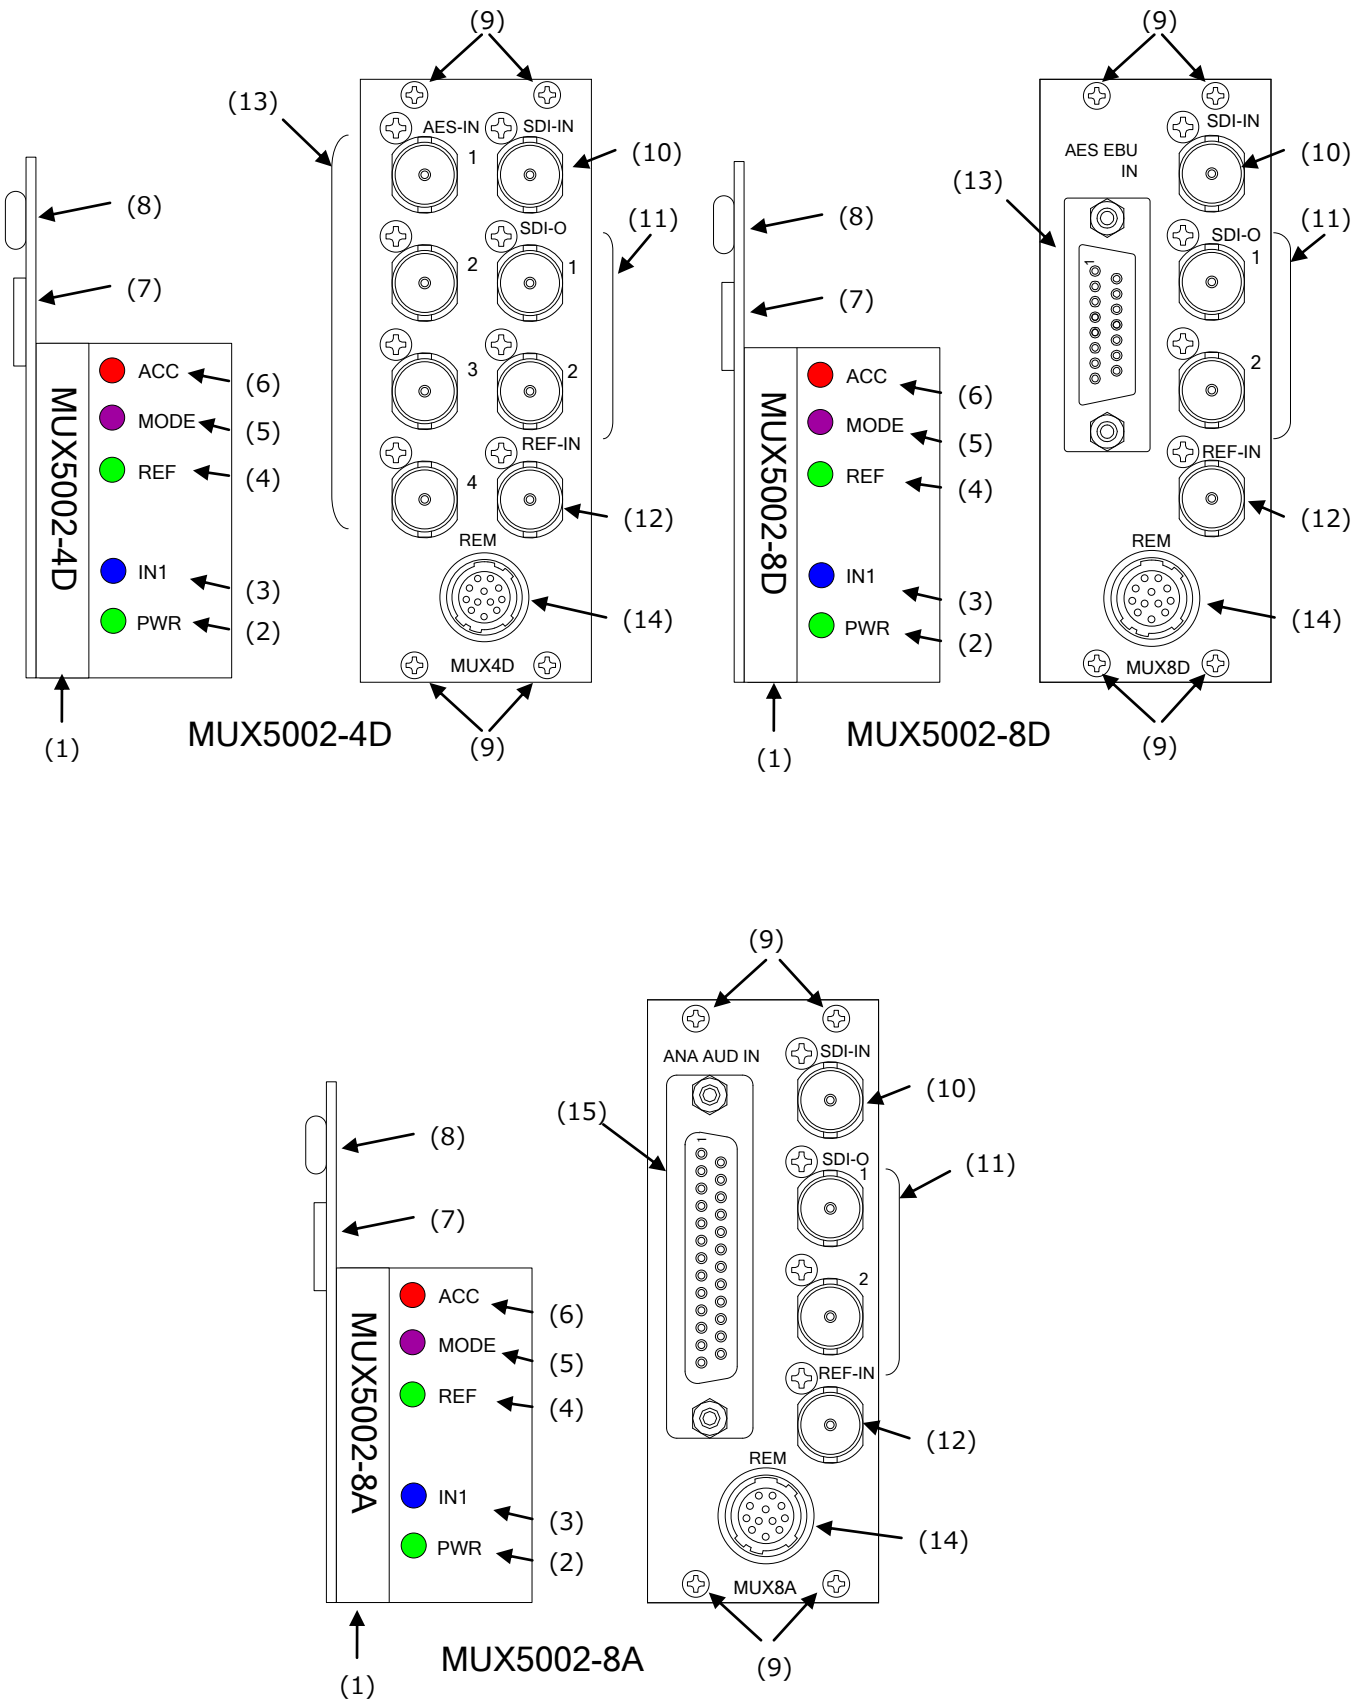 (9)
(13)
AES-IN
SDI-IN
1
(10)
(8)
(11)
SDI-O
2
1
(7)
ACC
(6)
3
2
MODE
(5)
REF
(4)
REF-IN
4
(12)
MUX5002-4D
REM
IN1
(3)
(14)
PWR
(2)
MUX4D
(1)
MUX5002-4D
(9)
(9)
SDI-IN
AES EBU
IN
(10)
(13)
(8)
(11)
SDI-O
1
1
(7)
ACC
(6)
2
MODE
(5)
REF
(4)
REF-IN
(12)
MUX5002-8D
REM
IN1
(3)
(14)
PWR
(2)
MUX8D
(1)
MUX5002-8D
(9)
(9)
ANA AUD IN
SDI-IN
(10)
(15)
(8)
1
SDI-O
1
(11)
(7)
2
ACC
(6)
MODE
(5)
REF
(4)
REF-IN
(12)
MUX5002-8A
REM
IN1
(3)
(14)
PWR
(2)
MUX8A
(1)
MUX5002-8A
(9)